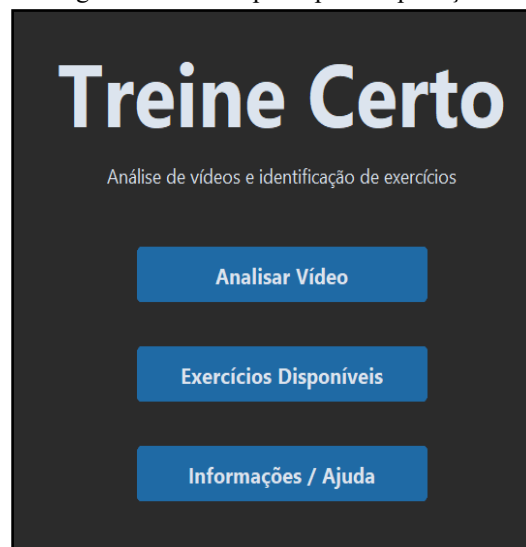 Treine Certo
Análise de vídeos e identificação de exercícios
Analisar Vídeo
Exercícios Disponíveis
Informações / Ajuda